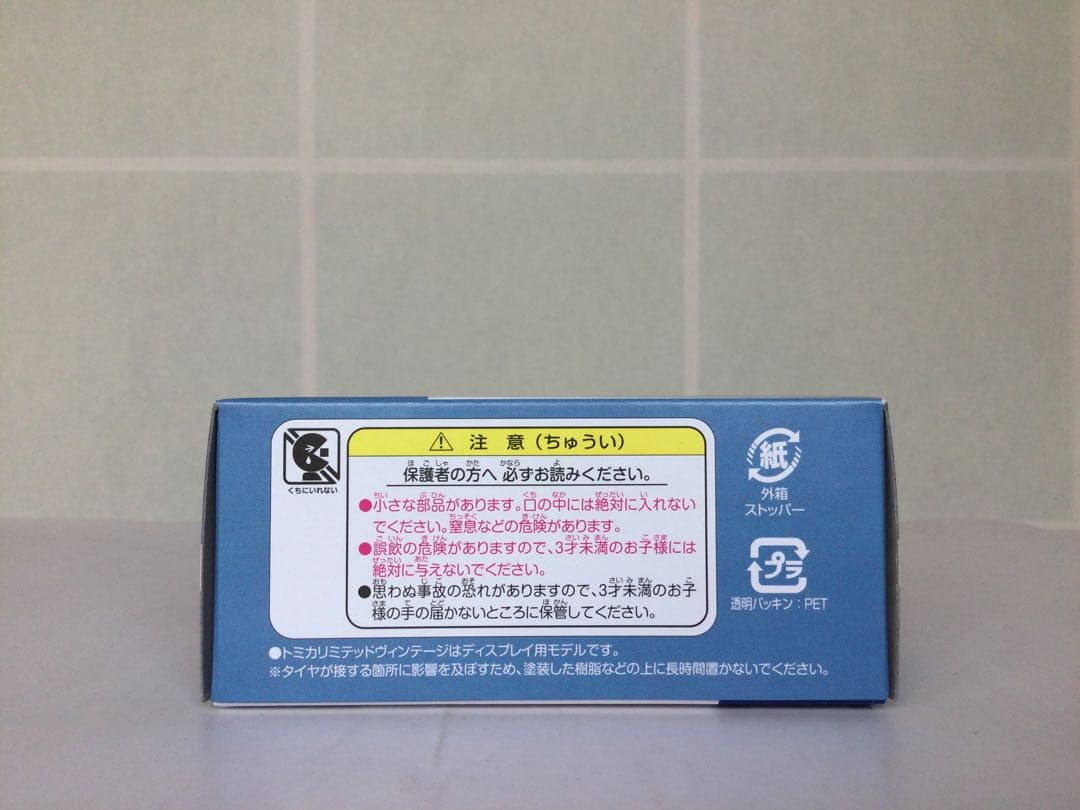 くちにいれない
⚠ 注意(ちゅうい)
保護者の方へ 必ずお読みください。
●小さな部品があります。口の中には絶対に入れない
でください。窒息などの危険があります。
●誤飲の危険がありますので、3才未満のお子様には
絶対に与えないでください。
●思わぬ事故の恐れがありますので、3才未満のお子
様の手の届かないところに保管してください。
紙
外箱
ストッパー
プラ
透明パッキン:PET
●トミカリミテッドヴィンテージはディスプレイ用モデルです。
※タイヤが接する箇所に影響を及ぼすため、塗装した樹脂などの上に長時間置かないでください。